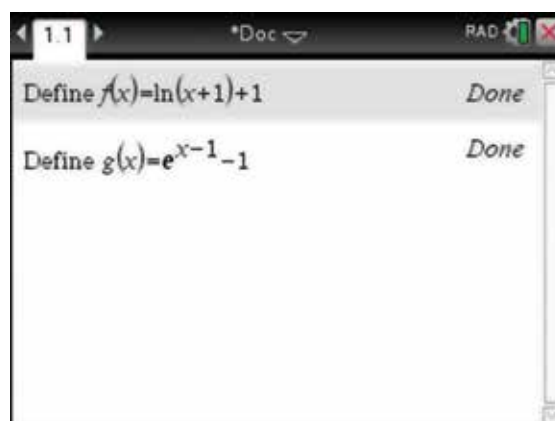 1.1 *Doc RAD
Define f(x)=ln(x+1)+1 Done
Define g(x)=e^{x-1}-1 Done